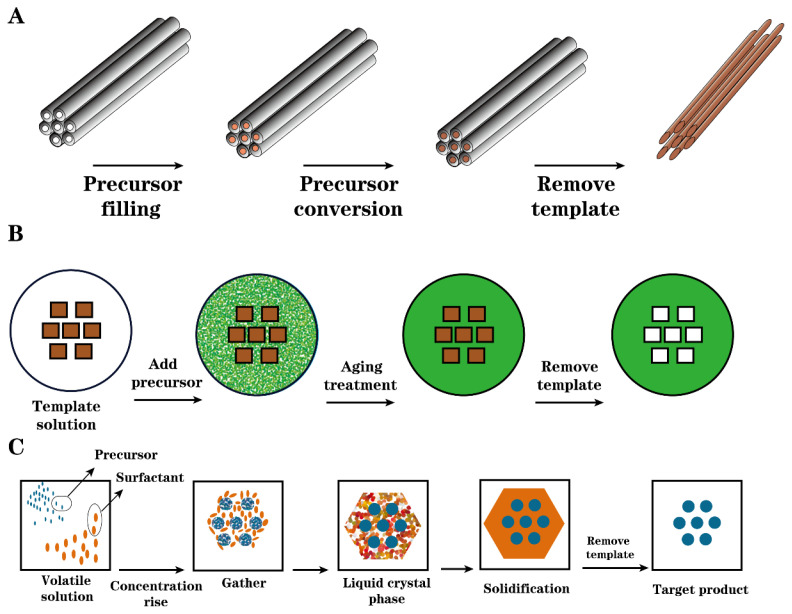 A
Precursor
filling
Precursor
conversion
Remove
template
B
Template
solution
Add
precursor
Aging
treatment
Remove
template
C
Precursor
Surfactant
Volatile
solution
Concentration
rise
Gather
Liquid crystal
phase
Solidification
Remove
template
Target product